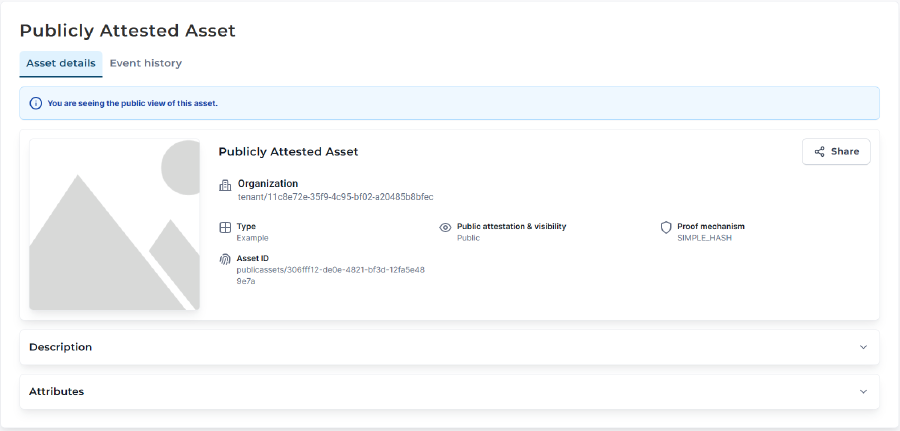 Publicly Attested Asset
Asset details Event history
You are seeing the public view of this asset.
Publicly Attested Asset
Share
Organization
tenant/11c8e72e-35f9-4c95-bf02-a20485b8bfec
Type Public attestation & visibility Proof mechanism
Example Public SIMPLE_HASH
Asset ID
publicassets/306fff12-de0e-4821-bf3d-12fa5e48
9e7a
Description
Attributes